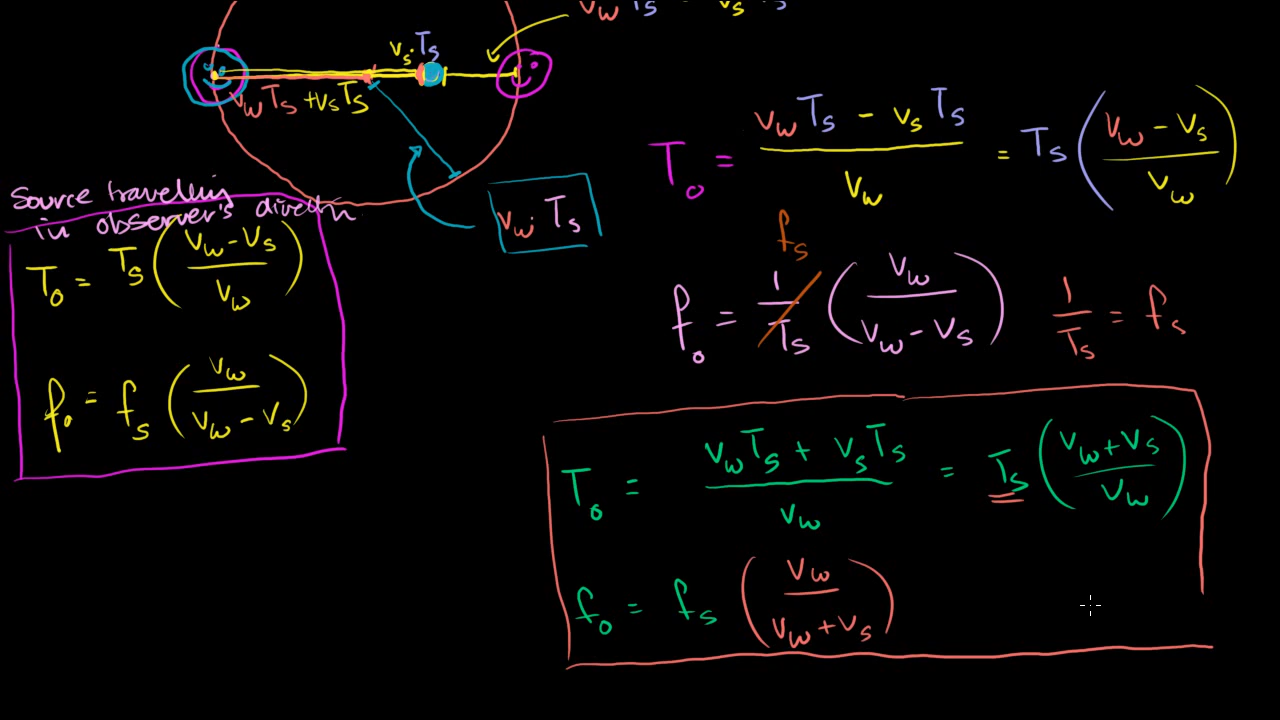 v_s · T_s
v_w T_s + v_s T_s
v_w · T_s
T_o = (v_w T_s - v_s T_s) / v_w = T_s ((v_w - v_s) / v_w)
Source travelling
in observer's
T_o = T_s ((v_w - v_s) / v_w)
f_o = f_s (v_w / (v_w - v_s))
f_s
f_o = 1/T_s (v_w / (v_w - v_s))
1/T_s = f_s
T_o = (v_w T_s + v_s T_s) / v_w = T_s ((v_w + v_s) / v_w)
f_o = f_s (v_w / (v_w + v_s))